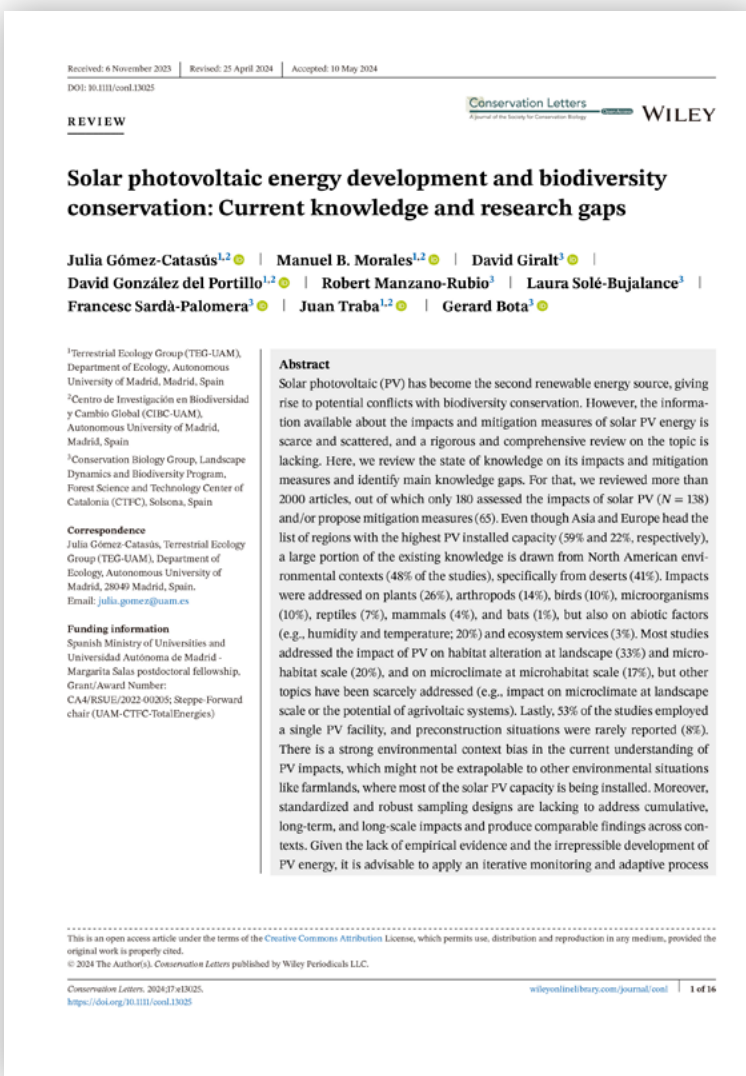 Received: 6 November 2023 | Revised: 25 April 2024 | Accepted: 10 May 2024
DOI: 10.1111/conl.13025
Conservation Letters
A journal of the Society for Conservation Biology
Open Access
WILEY
REVIEW
Solar photovoltaic energy development and biodiversity
conservation: Current knowledge and research gaps
Julia Gómez-Catasús1,2 | Manuel B. Morales1,2 | David Giralt3 |
David González del Portillo1,2 | Robert Manzano-Rubio3 | Laura Solé-Bujalance3 |
Francesc Sardà-Palomera3 | Juan Traba1,2 | Gerard Bota3
1Terrestrial Ecology Group (TEG-UAM),
Department of Ecology, Autonomous
University of Madrid, Madrid, Spain
2Centro de Investigación en Biodiversidad
y Cambio Global (CIBC-UAM),
Autonomous University of Madrid,
Madrid, Spain
3Conservation Biology Group, Landscape
Dynamics and Biodiversity Program,
Forest Science and Technology Center of
Catalonia (CTFC), Solsona, Spain
Correspondence
Julia Gómez-Catasús, Terrestrial Ecology
Group (TEG-UAM), Department of
Ecology, Autonomous University of
Madrid, 28049 Madrid, Spain.
Email: julia.gomez@uam.es
Funding information
Spanish Ministry of Universities and
Universidad Autónoma de Madrid -
Margarita Salas postdoctoral fellowship,
Grant/Award Number:
CA4/RSUE/2022-00205; Steppe-Forward
chair (UAM-CTFC-TotalEnergies)
Abstract
Solar photovoltaic (PV) has become the second renewable energy source, giving
rise to potential conflicts with biodiversity conservation. However, the informa-
tion available about the impacts and mitigation measures of solar PV energy is
scarce and scattered, and a rigorous and comprehensive review on the topic is
lacking. Here, we review the state of knowledge on its impacts and mitigation
measures and identify main knowledge gaps. For that, we reviewed more than
2000 articles, out of which only 180 assessed the impacts of solar PV (N = 138)
and/or propose mitigation measures (65). Even though Asia and Europe head the
list of regions with the highest PV installed capacity (59% and 22%, respectively),
a large portion of the existing knowledge is drawn from North American envi-
ronmental contexts (48% of the studies), specifically from deserts (41%). Impacts
were addressed on plants (26%), arthropods (14%), birds (10%), microorganisms
(10%), reptiles (7%), mammals (4%), and bats (1%), but also on abiotic factors
(e.g., humidity and temperature; 20%) and ecosystem services (3%). Most studies
addressed the impact of PV on habitat alteration at landscape (33%) and micro-
habitat scale (20%), and on microclimate at microhabitat scale (17%), but other
topics have been scarcely addressed (e.g., impact on microclimate at landscape
scale or the potential of agrivoltaic systems). Lastly, 53% of the studies employed
a single PV facility, and preconstruction situations were rarely reported (8%).
There is a strong environmental context bias in the current understanding of
PV impacts, which might not be extrapolable to other environmental situations
like farmlands, where most of the solar PV capacity is being installed. Moreover,
standardized and robust sampling designs are lacking to address cumulative,
long-term, and long-scale impacts and produce comparable findings across con-
texts. Given the lack of empirical evidence and the irrepressible development of
PV energy, it is advisable to apply an iterative monitoring and adaptive process
This is an open access article under the terms of the Creative Commons Attribution License, which permits use, distribution and reproduction in any medium, provided the
original work is properly cited.
© 2024 The Author(s). Conservation Letters published by Wiley Periodicals LLC.
Conservation Letters. 2024;17:e13025.
https://doi.org/10.1111/conl.13025
wileyonlinelibrary.com/journal/conl | 1 of 16